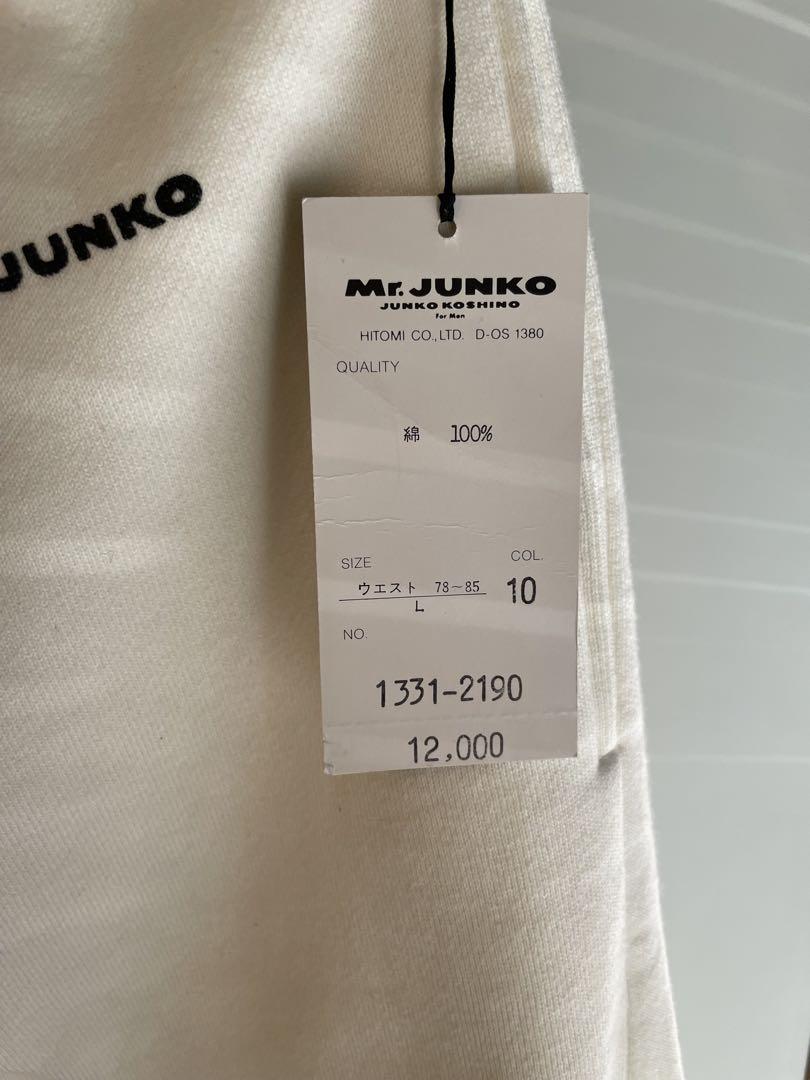 JUNKO
Mr. JUNKO
JUNKO KOSHINO
For Men
HITOMI CO.,LTD. D-OS 1380
QUALITY
綿 100%
SIZE COL.
ウエスト 78〜85 10
L
NO.
1331-2190
12,000